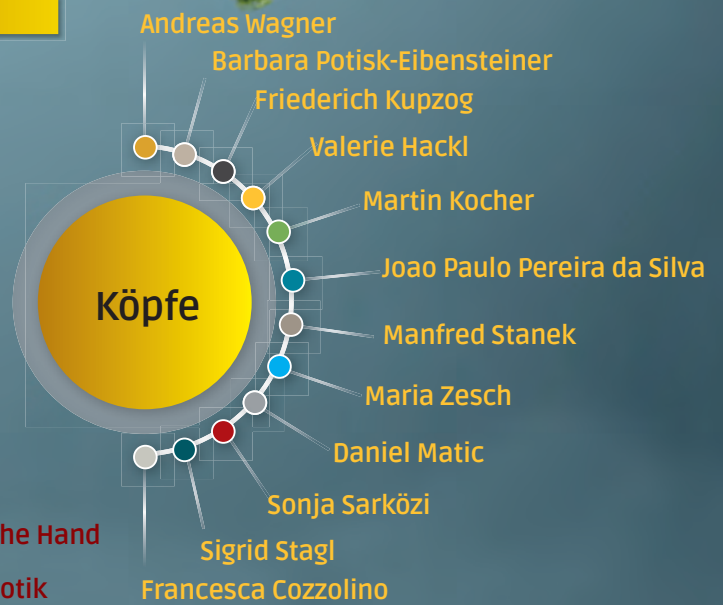 Andreas Wagner
Barbara Potisk-Eibensteiner
Friederich Kupzog
Valerie Hackl
Martin Kocher
Joao Paulo Pereira da Silva
Köpfe
Manfred Stanek
Maria Zesch
Daniel Matic
Sonja Sarközi
he Hand
Sigrid Stagl
otik
Francesca Cozzolino